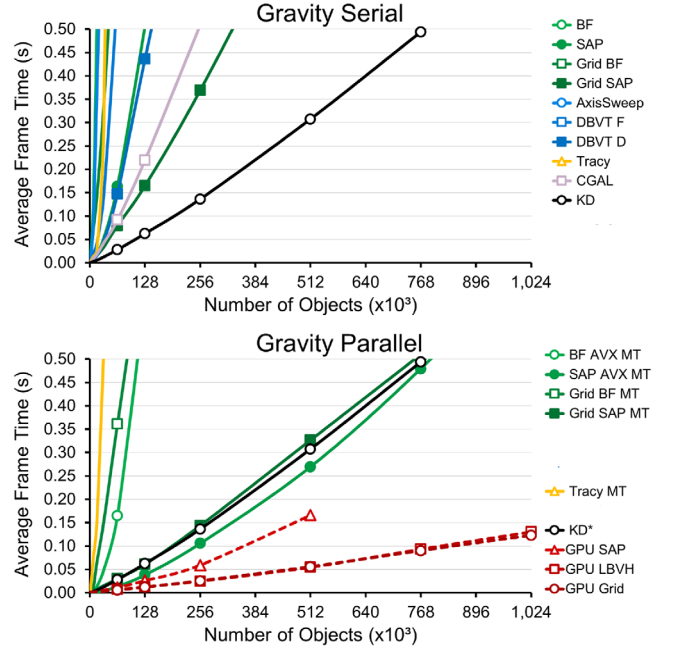 Gravity Serial
Average Frame Time (s)
0.50
0.45
0.40
0.35
0.30
0.25
0.20
0.15
0.10
0.05
0.00
0 128 256 384 512 640 768 896 1,024
Number of Objects (x10³)
BF
SAP
Grid BF
Grid SAP
AxisSweep
DBVT F
DBVT D
Tracy
CGAL
KD
Gravity Parallel
Average Frame Time (s)
0.50
0.45
0.40
0.35
0.30
0.25
0.20
0.15
0.10
0.05
0.00
0 128 256 384 512 640 768 896 1,024
Number of Objects (x10³)
BF AVX MT
SAP AVX MT
Grid BF MT
Grid SAP MT
Tracy MT
KD*
GPU SAP
GPU LBVH
GPU Grid